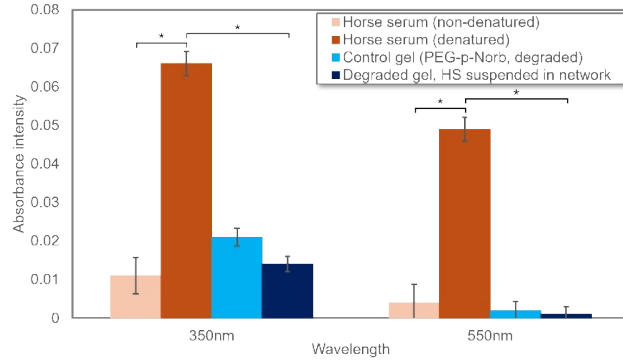 0.08
0.07
0.06
0.05
0.04
0.03
0.02
0.01
0
Absorbance intensity
Horse serum (non-denatured)
Horse serum (denatured)
Control gel (PEG-p-Norb, degraded)
Degraded gel, HS suspended in network
*
*
*
*
350nm
550nm
Wavelength